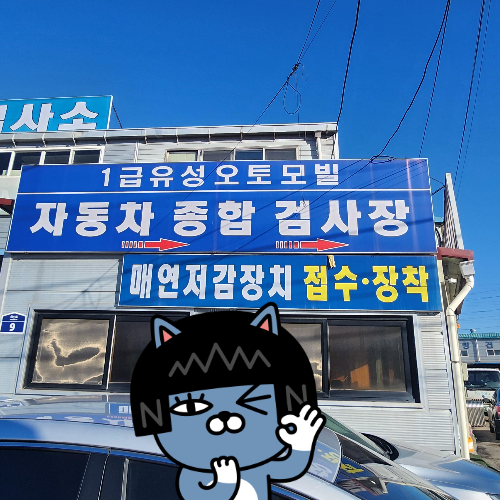 검사소
1급유성오토모빌
자동차 종합 검사장
매연저감장치 접수·장착
9
N N